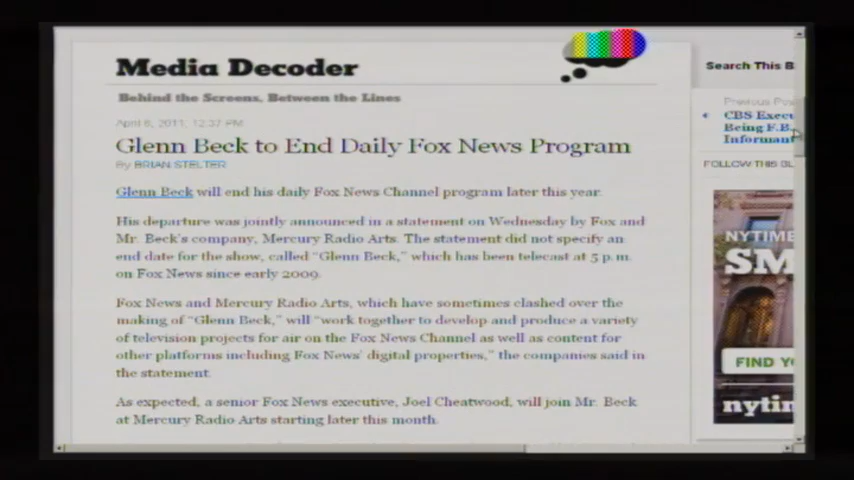 Media Decoder
Behind the Screens, Between the Lines
April 6, 2011, 12:37 PM
Glenn Beck to End Daily Fox News Program
By BRIAN STELTER
Glenn Beck will end his daily Fox News Channel program later this year.
His departure was jointly announced in a statement on Wednesday by Fox and
Mr. Beck's company, Mercury Radio Arts. The statement did not specify an
end date for the show, called “Glenn Beck,” which has been telecast at 5 p.m.
on Fox News since early 2009.
Fox News and Mercury Radio Arts, which have sometimes clashed over the
making of “Glenn Beck,” will “work together to develop and produce a variety
of television projects for air on the Fox News Channel as well as content for
other platforms including Fox News' digital properties,” the companies said in
the statement.
As expected, a senior Fox News executive, Joel Cheatwood, will join Mr. Beck
at Mercury Radio Arts starting later this month.
Search This B
Previous Pos
CBS Execu
Being F.B.
Informant
FOLLOW THIS BL
NYTIME
SM
FIND Y
nytin